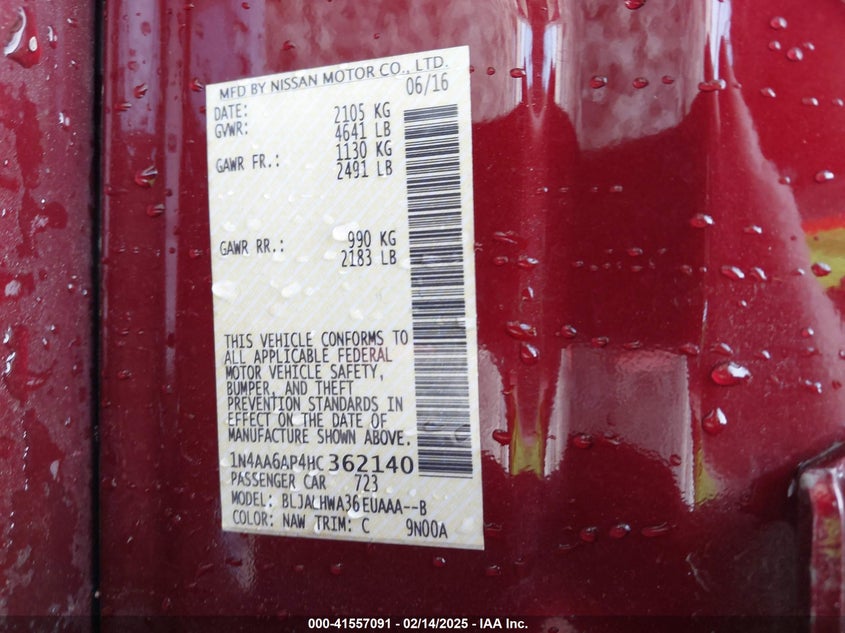 MFD BY NISSAN MOTOR CO., LTD.
DATE: 06/16
GVWR: 2105 KG
4641 LB
GAWR FR.: 1130 KG
2491 LB
GAWR RR.: 990 KG
2183 LB
THIS VEHICLE CONFORMS TO
ALL APPLICABLE FEDERAL
MOTOR VEHICLE SAFETY,
BUMPER, AND THEFT
PREVENTION STANDARDS IN
EFFECT ON THE DATE OF
MANUFACTURE SHOWN ABOVE.
1N4AA6AP4HC362140
PASSENGER CAR 723
MODEL: BLJALHWA36EUAAA--B
COLOR: NAW TRIM: C 9N00A
000-41557091 - 02/14/2025 - IAA Inc.